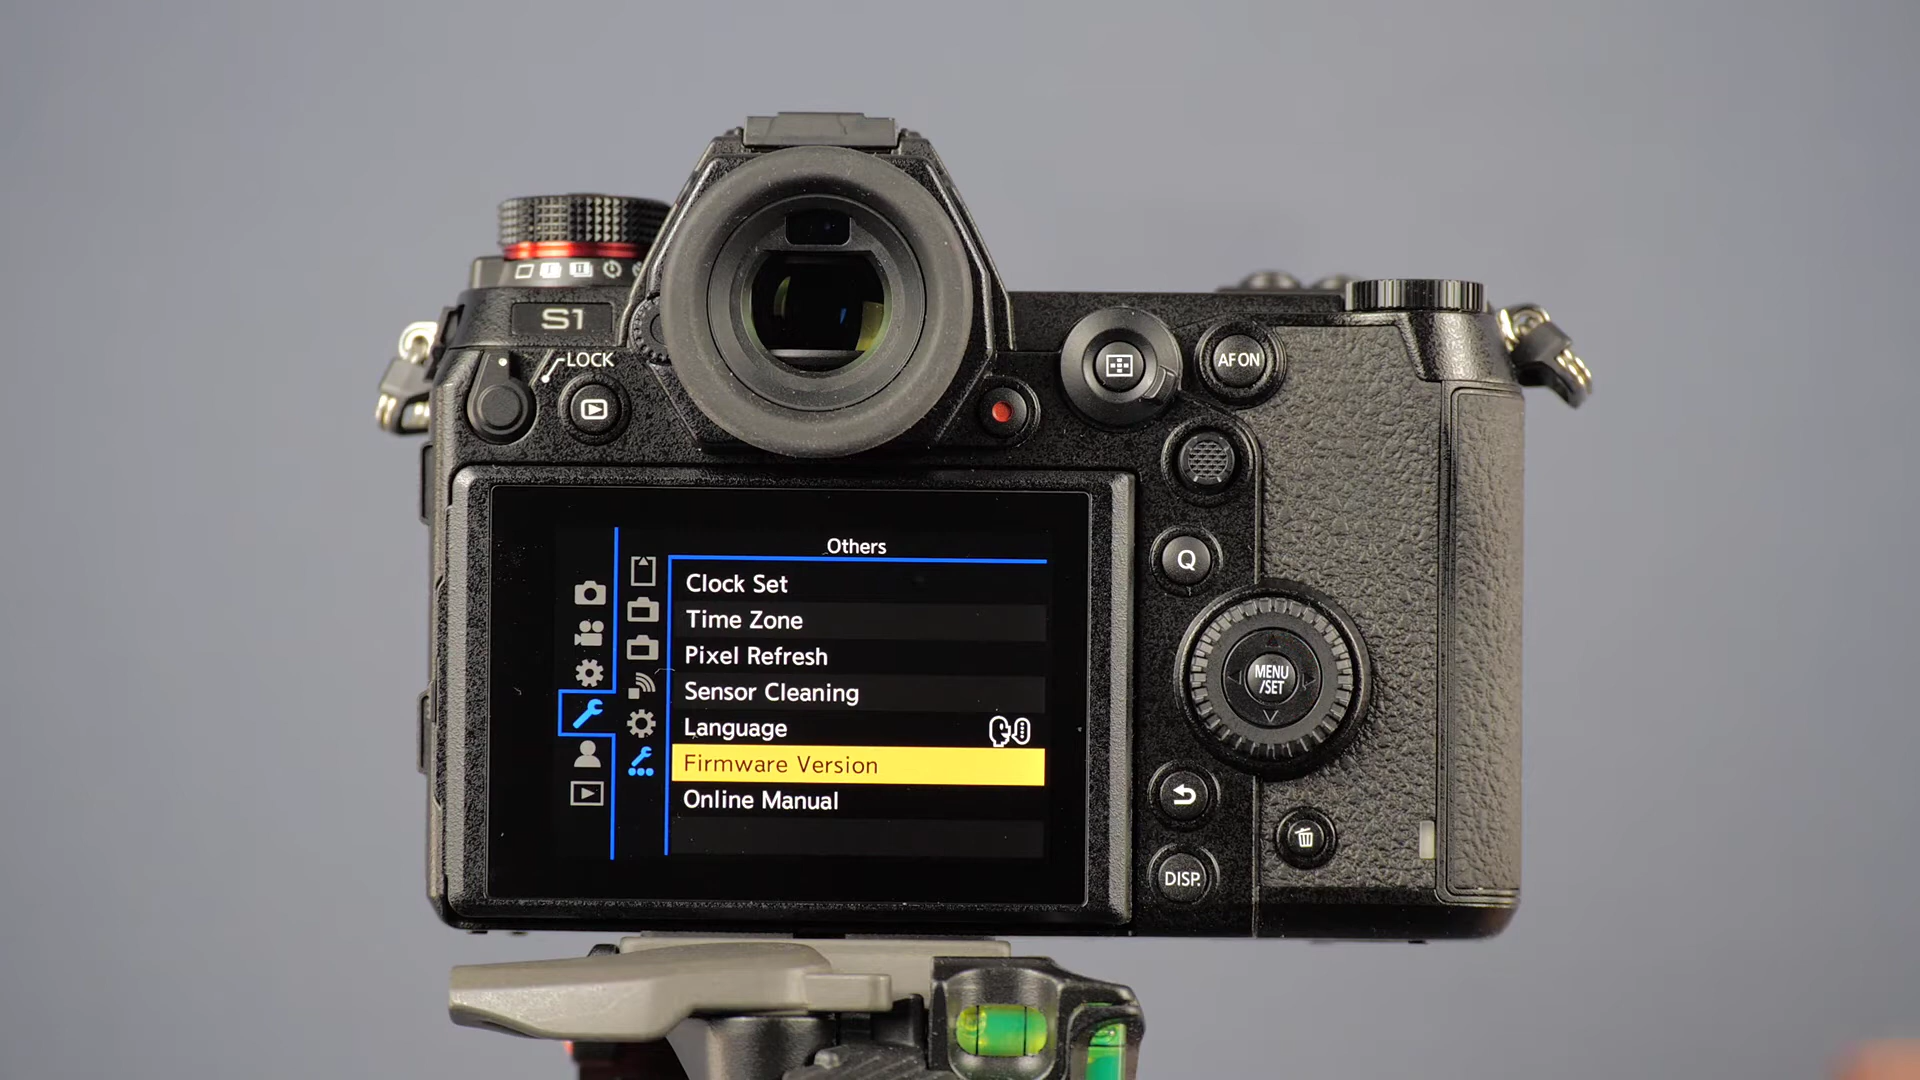 S1
LOCK
AF ON
Q
Others
Clock Set
Time Zone
Pixel Refresh
Sensor Cleaning
Language
Firmware Version
Online Manual
MENU
/SET
DISP.